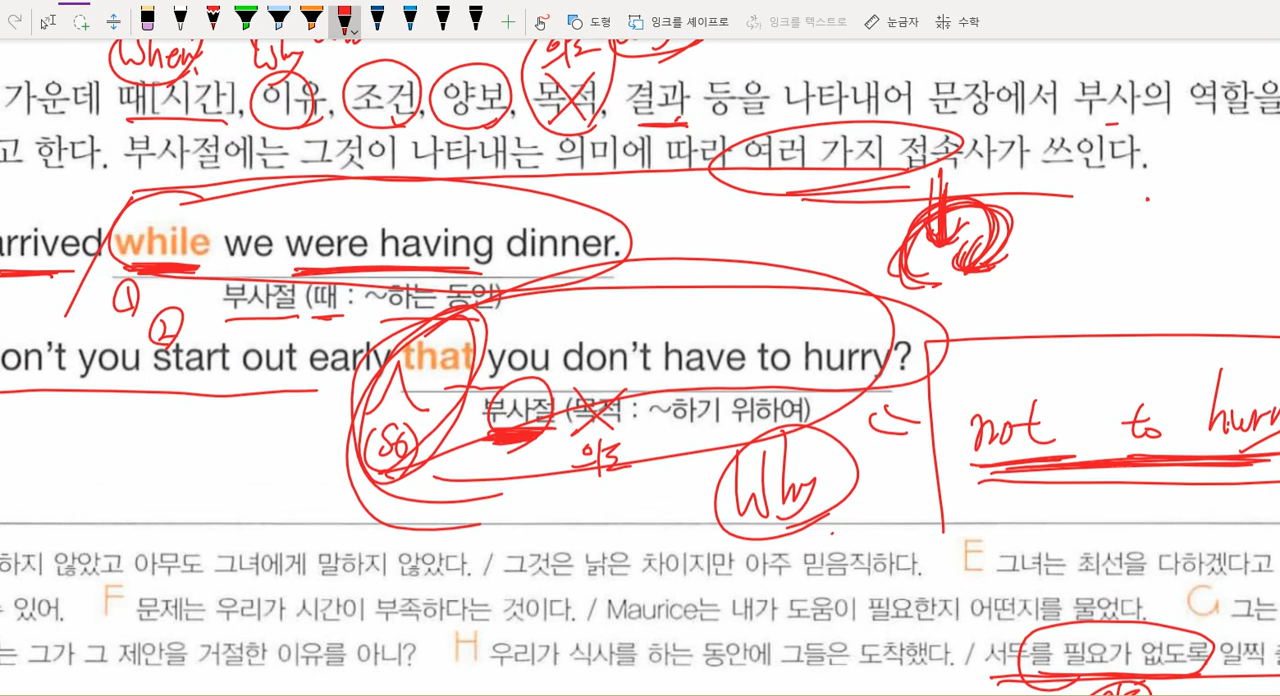 도형 잉크를 셰이프로 잉크를 텍스트로 눈금자 수학
When Why 의도
가운데 때[시간], 이유, 조건, 양보, 목적, 결과 등을 나타내어 문장에서 부사의 역할을
고 한다. 부사절에는 그것이 나타내는 의미에 따라 여러 가지 접속사가 쓰인다.
arrived while we were having dinner.
① 부사절 (때 : ~하는 동안)
②
on't you start out early that you don't have to hurry?
부사절 (목적 : ~하기 위하여)
not to hurry
(so) 의도 Why
하지 않았고 아무도 그녀에게 말하지 않았다. / 그것은 낡은 차이지만 아주 믿음직하다. E 그녀는 최선을 다하겠다고
있어. F 문제는 우리가 시간이 부족하다는 것이다. / Maurice는 내가 도움이 필요한지 어떤지를 물었다. G 그는
는 그가 그 제안을 거절한 이유를 아니? H 우리가 식사를 하는 동안에 그들은 도착했다. / 서두를 필요가 없도록 일찍